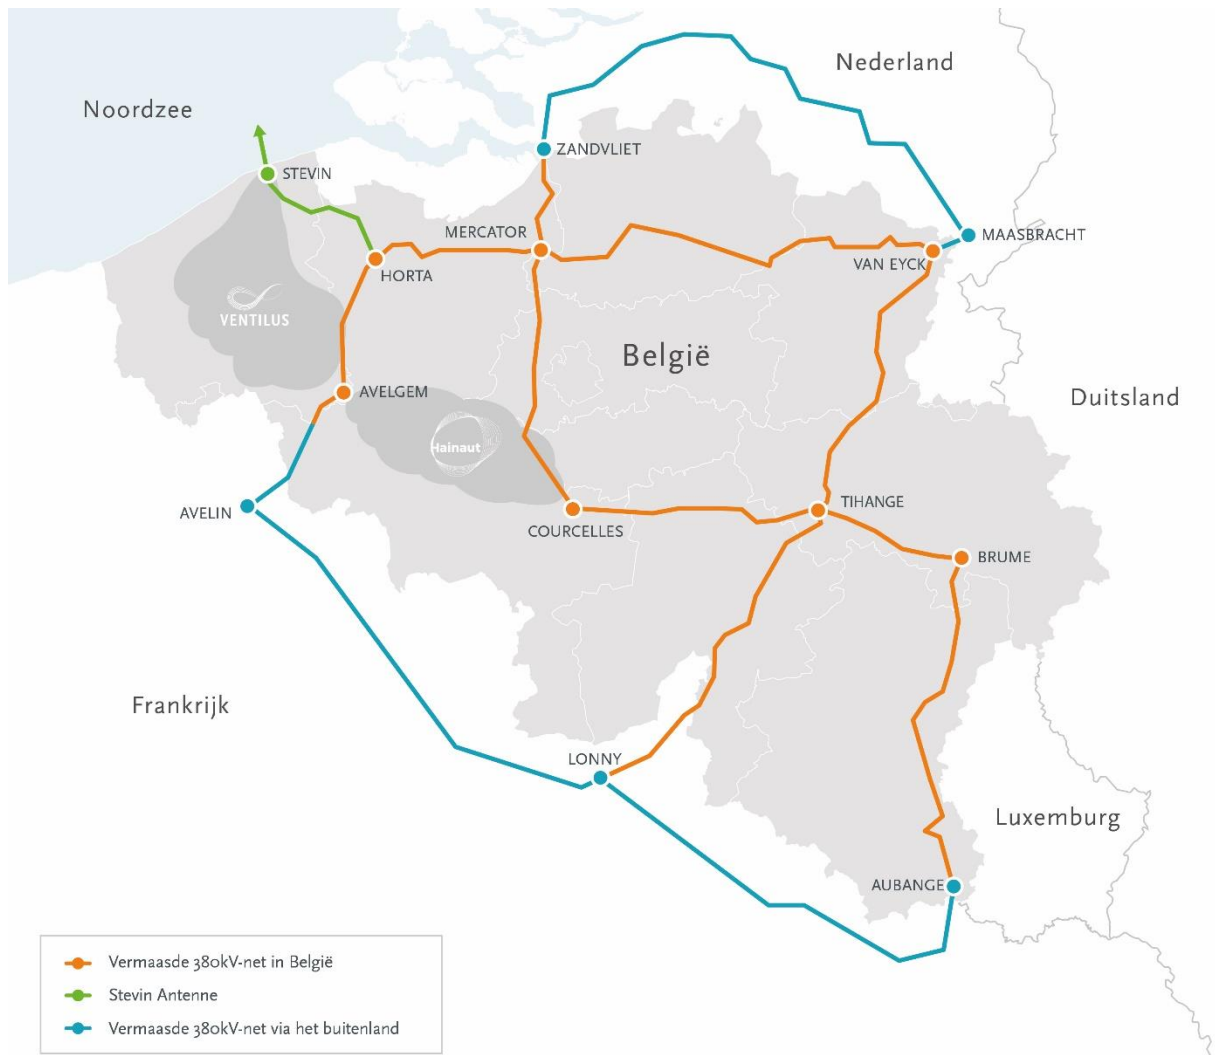 Nederland
Noordzee
ZANDVLIET
STEVIN
MERCATOR
MAASBRACHT
HORTA
VAN EYCK
VENTILUS
België
AVELGEM
Duitsland
Hainaut
AVELIN
TIHANGE
COURCELLES
BRUME
Frankrijk
LONNY
Luxemburg
AUBANGE
Vermaasde 380kV-net in België
Stevin Antenne
Vermaasde 380kV-net via het buitenland